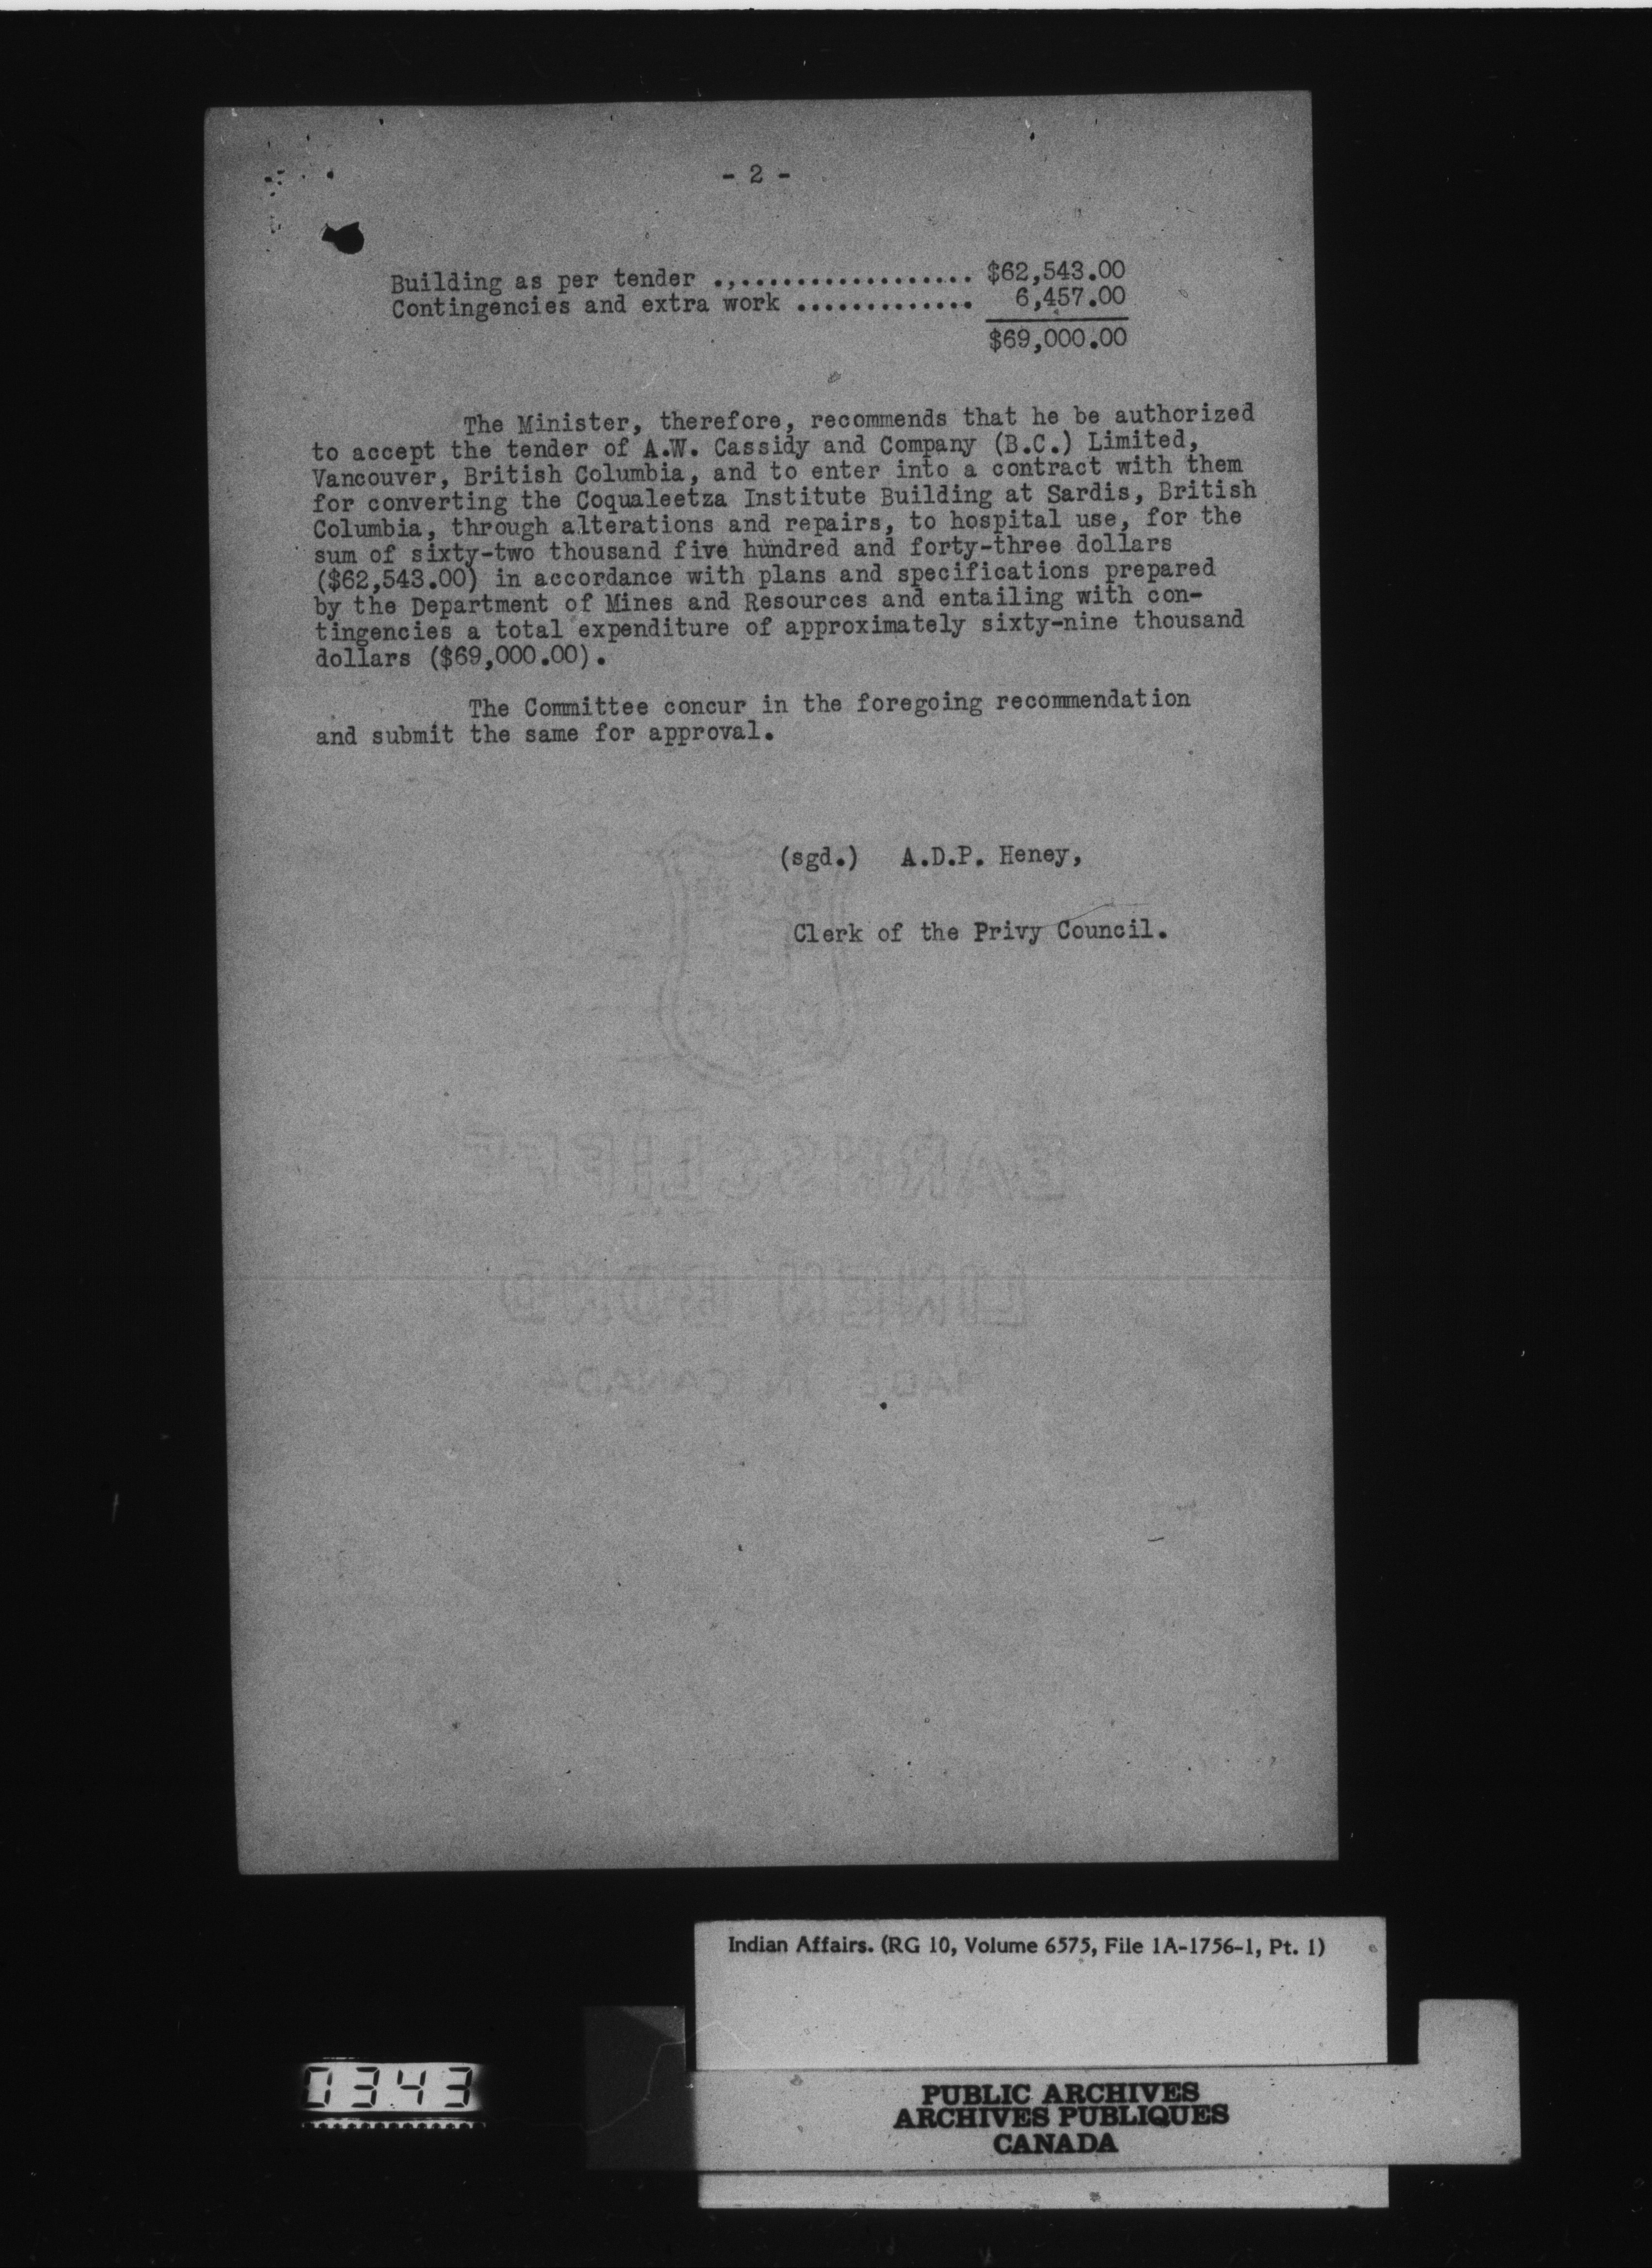 - 2 -
Building as per tender .,.................. $62,543.00
Contingencies and extra work ............. 6,457.00
$69,000.00
The Minister, therefore, recommends that he be authorized
to accept the tender of A.W. Cassidy and Company (B.C.) Limited,
Vancouver, British Columbia, and to enter into a contract with them
for converting the Coqualeetza Institute Building at Sardis, British
Columbia, through alterations and repairs, to hospital use, for the
sum of sixty-two thousand five hundred and forty-three dollars
($62,543.00) in accordance with plans and specifications prepared
by the Department of Mines and Resources and entailing with con-
tingencies a total expenditure of approximately sixty-nine thousand
dollars ($69,000.00).
The Committee concur in the foregoing recommendation
and submit the same for approval.
(sgd.) A.D.P. Heney,
Clerk of the Privy Council.
EARNSCLIFFE
LINEN BOND
MADE IN CANADA
Indian Affairs. (RG 10, Volume 6575, File 1A-1756-1, Pt. 1)
0343
PUBLIC ARCHIVES
ARCHIVES PUBLIQUES
CANADA